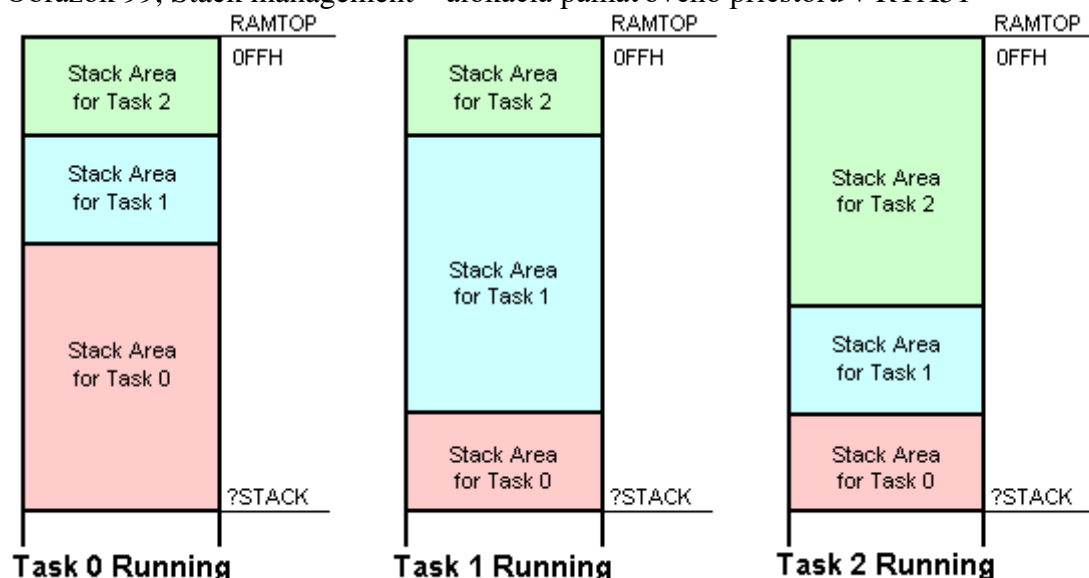 Obrázok 99, Stack management – alokácia pamäťového priestoru v RTX51
RAMTOP
0FFH
Stack Area
for Task 2
Stack Area
for Task 1
Stack Area
for Task 0
?STACK
Task 0 Running
RAMTOP
0FFH
Stack Area
for Task 2
Stack Area
for Task 1
Stack Area
for Task 0
?STACK
Task 1 Running
RAMTOP
0FFH
Stack Area
for Task 2
Stack Area
for Task 1
Stack Area
for Task 0
?STACK
Task 2 Running